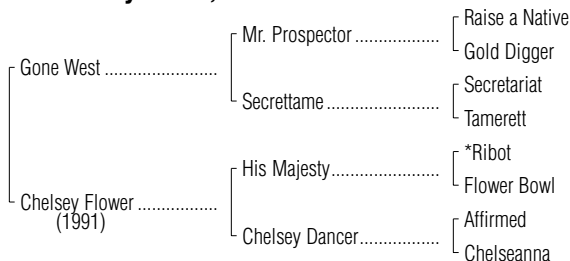 Raise a Native
Mr. Prospector ....................
Gold Digger
Gone West ..........................
Secretariat
Secrettame ..........................
Tamerett
*Ribot
His Majesty.........................
Flower Bowl
Chelsey Flower ..................
(1991)
Affirmed
Chelsey Dancer...................
Chelseanna